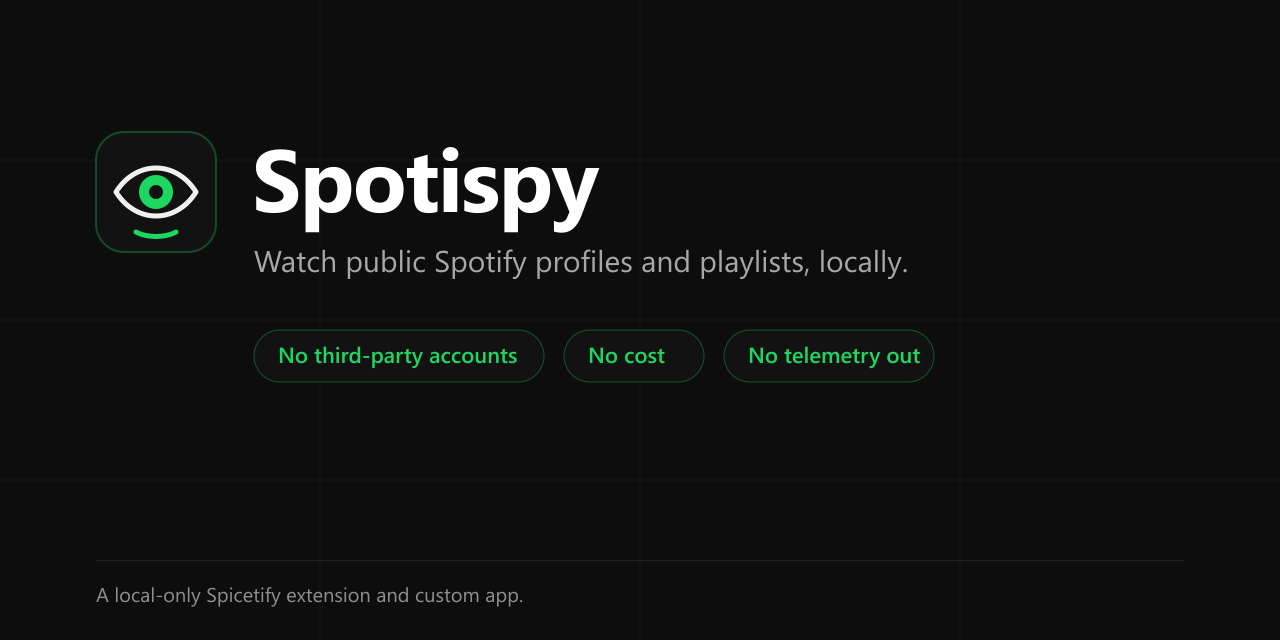 Spotispy
Watch public Spotify profiles and playlists, locally.
No third-party accounts
No cost
No telemetry out
A local-only Spicetify extension and custom app.